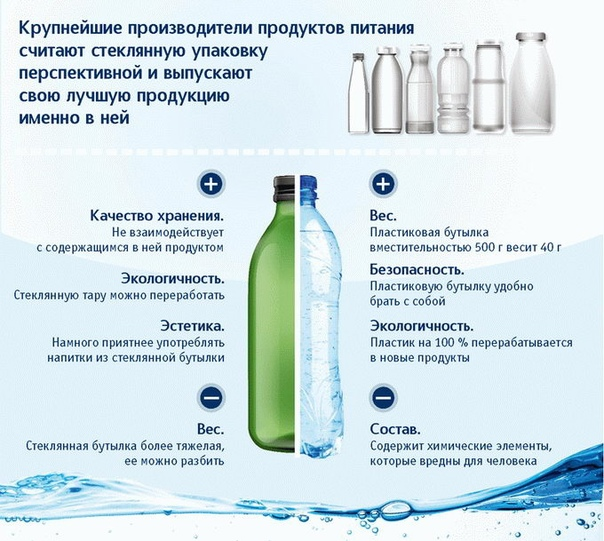 Крупнейшие производители продуктов питания
считают стеклянную упаковку
перспективной и выпускают
свою лучшую продукцию
именно в ней
Качество хранения.
Не взаимодействует
с содержащимся в ней продуктом
Экологичность.
Стеклянную тару можно переработать
Эстетика.
Намного приятнее употреблять
напитки из стеклянной бутылки
Вес.
Стеклянная бутылка более тяжелая,
ее можно разбить
Вес.
Пластиковая бутылка
вместительностью 500 г весит 40 г
Безопасность.
Пластиковую бутылку удобно
брать с собой
Экологичность.
Пластик на 100 % перерабатывается
в новые продукты
Состав.
Содержит химические элементы,
которые вредны для человека